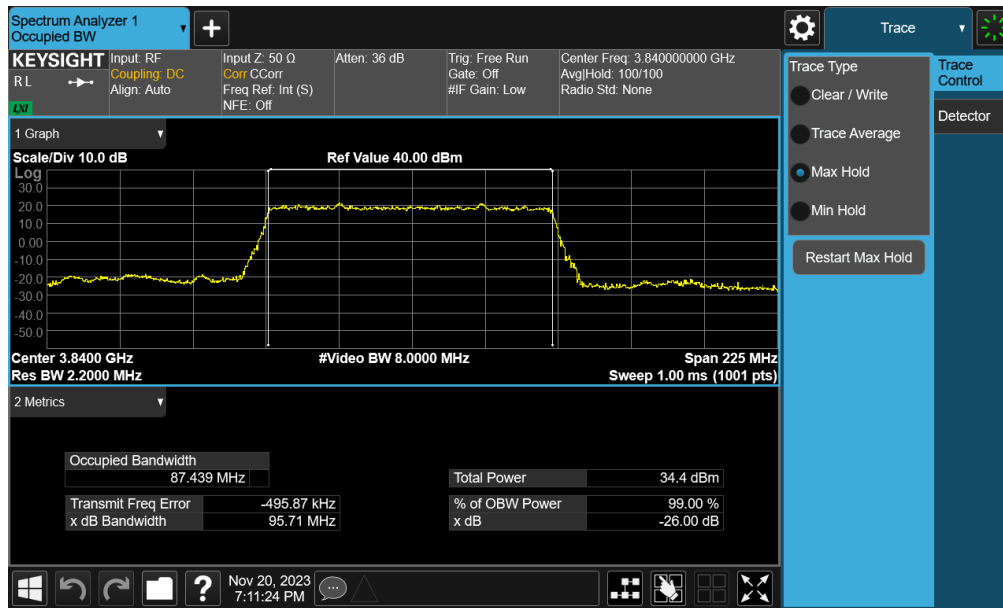 Spectrum Analyzer 1
Occupied BW
Trace
KEYSIGHT
RL
LXI
Input: RF
Coupling: DC
Align: Auto
Input Z: 50 Ω
Corr CCorr
Freq Ref: Int (S)
NFE: Off
Atten: 36 dB
Trig: Free Run
Gate: Off
#IF Gain: Low
Center Freq: 3.840000000 GHz
Avg|Hold: 100/100
Radio Std: None
Trace Type
Clear / Write
Trace Average
Max Hold
Min Hold
Restart Max Hold
Trace
Control
Detector
1 Graph
Scale/Div 10.0 dB
Ref Value 40.00 dBm
Log
30.0
20.0
10.0
0.00
-10.0
-20.0
-30.0
-40.0
-50.0
Center 3.8400 GHz
#Video BW 8.0000 MHz
Span 225 MHz
Res BW 2.2000 MHz
Sweep 1.00 ms (1001 pts)
2 Metrics
Occupied Bandwidth
87.439 MHz
Transmit Freq Error -495.87 kHz
x dB Bandwidth 95.71 MHz
Total Power 34.4 dBm
% of OBW Power 99.00 %
x dB -26.00 dB
?
Nov 20, 2023
7:11:24 PM